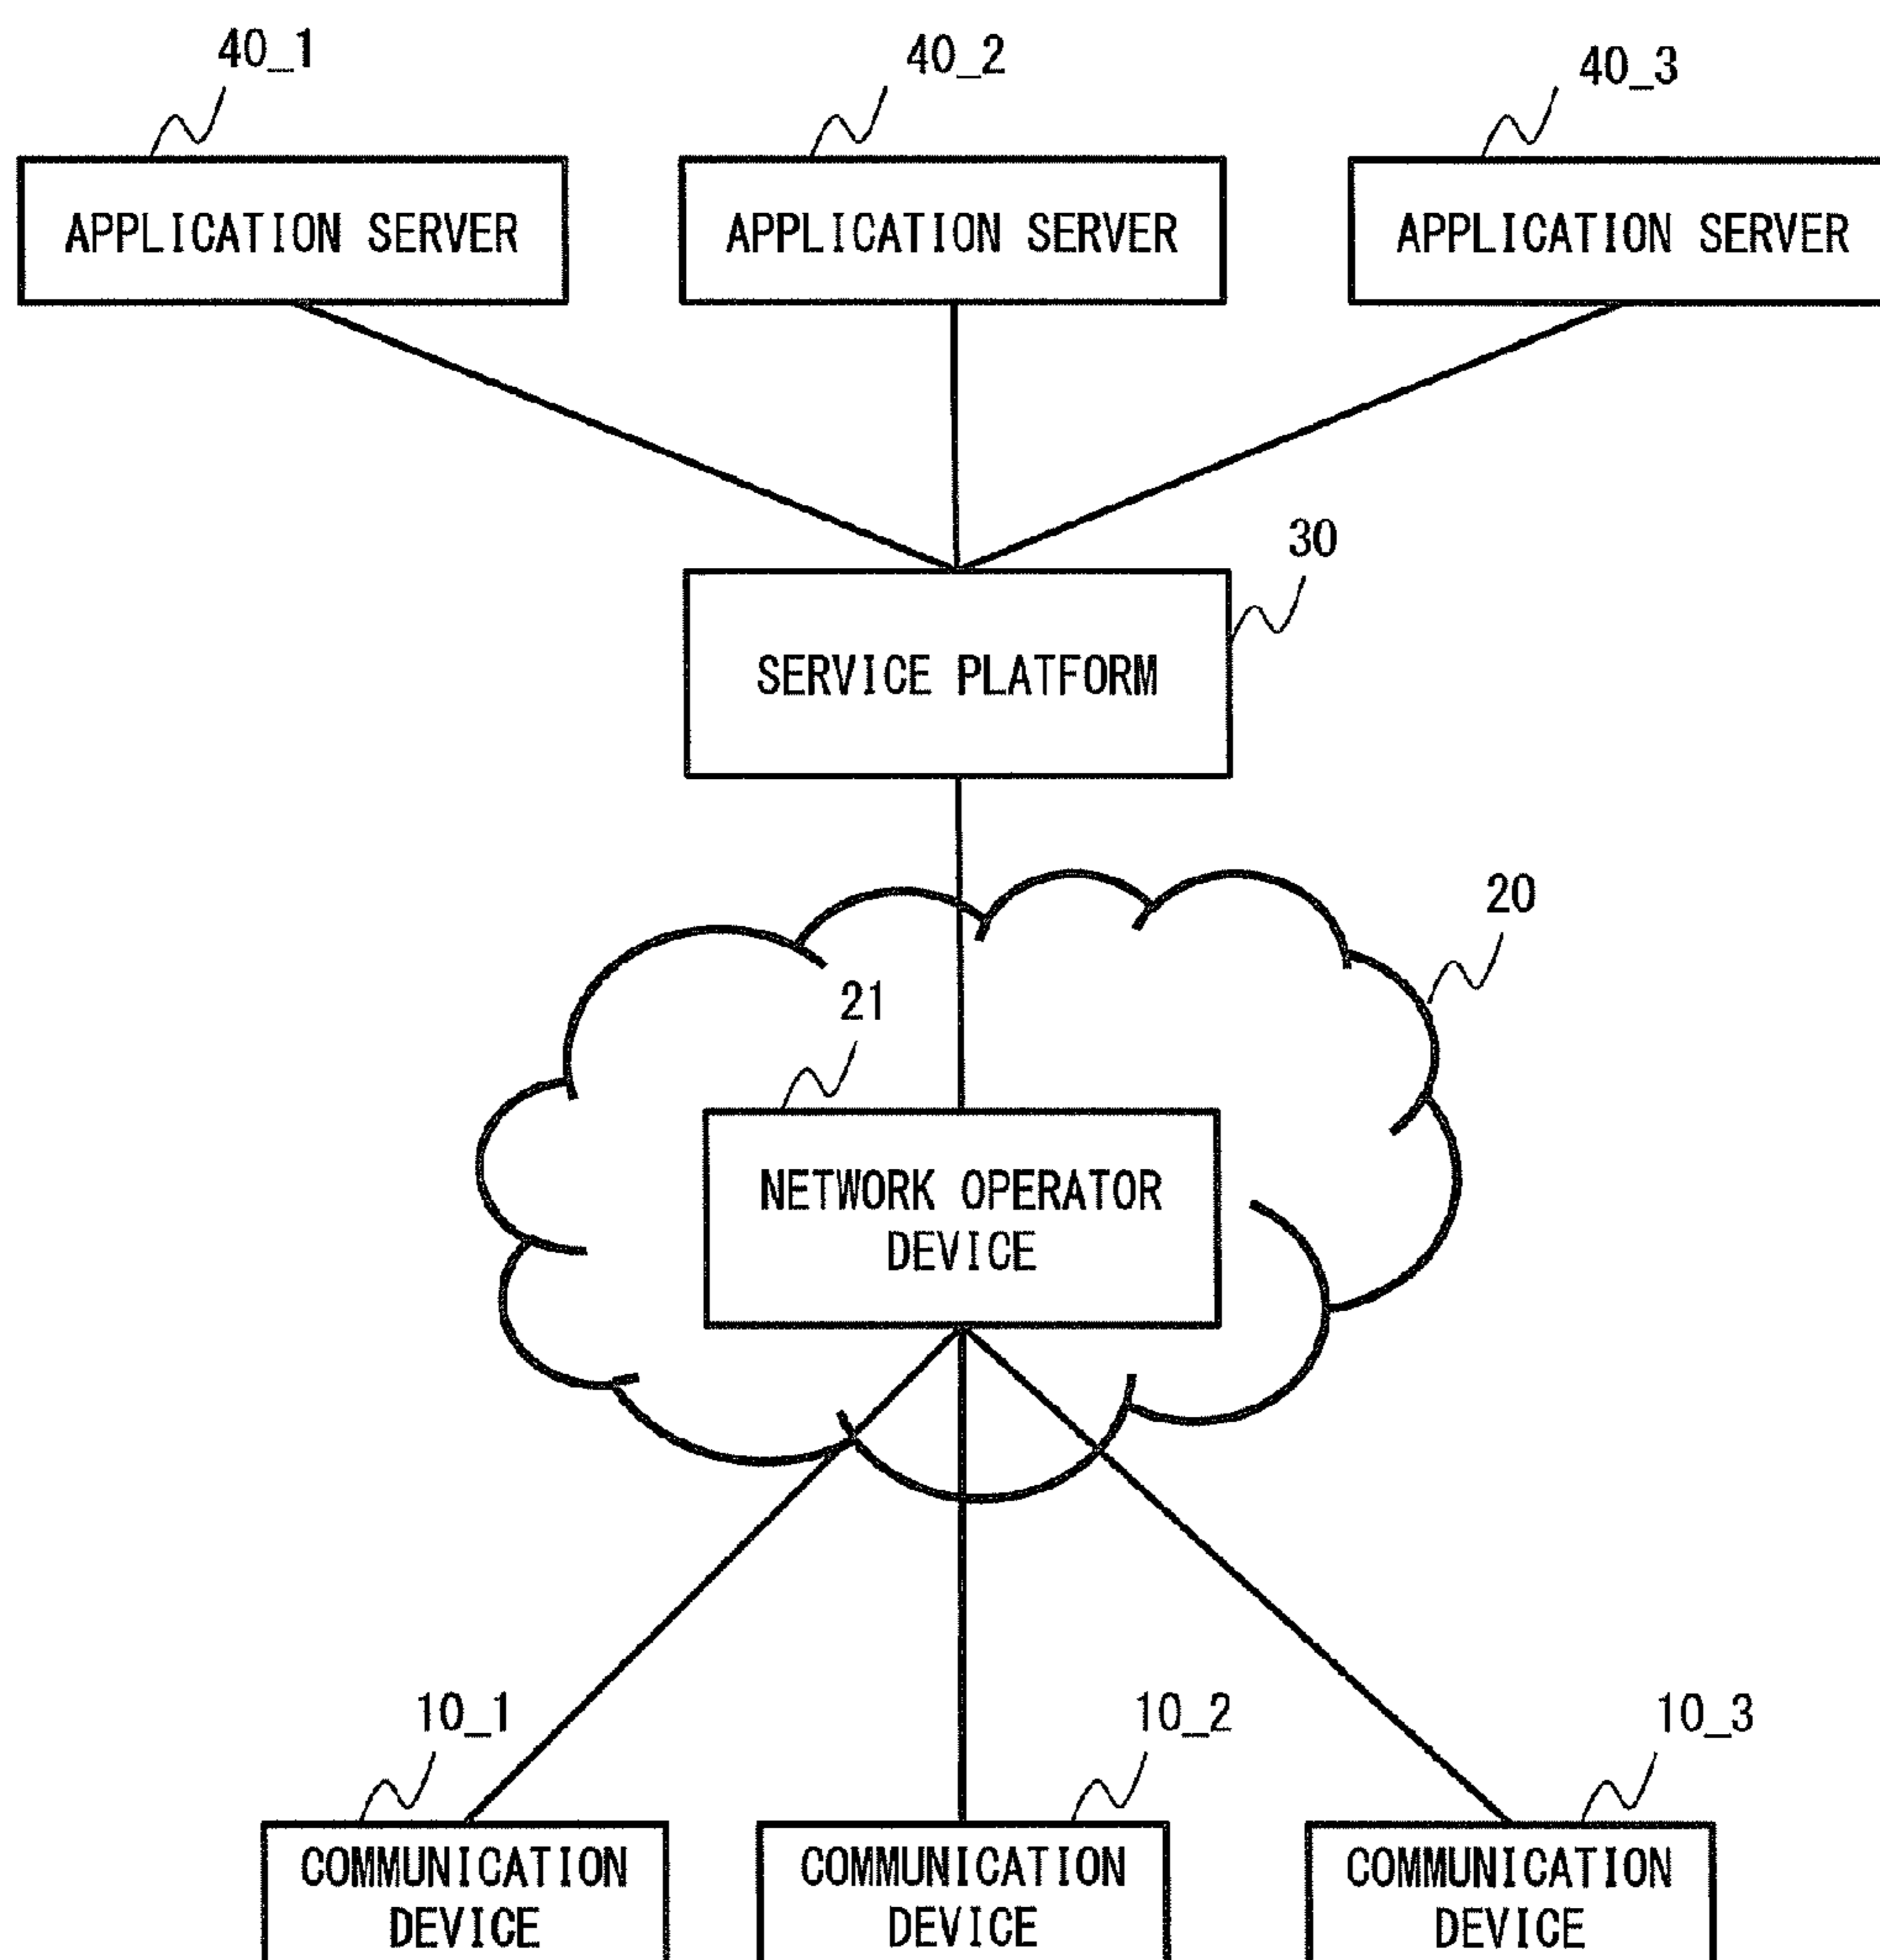 40_1
40_2
40_3
APPLICATION SERVER
APPLICATION SERVER
APPLICATION SERVER
30
SERVICE PLATFORM
20
21
NETWORK OPERATOR
DEVICE
10_1
10_2
10_3
COMMUNICATION
DEVICE
COMMUNICATION
DEVICE
COMMUNICATION
DEVICE